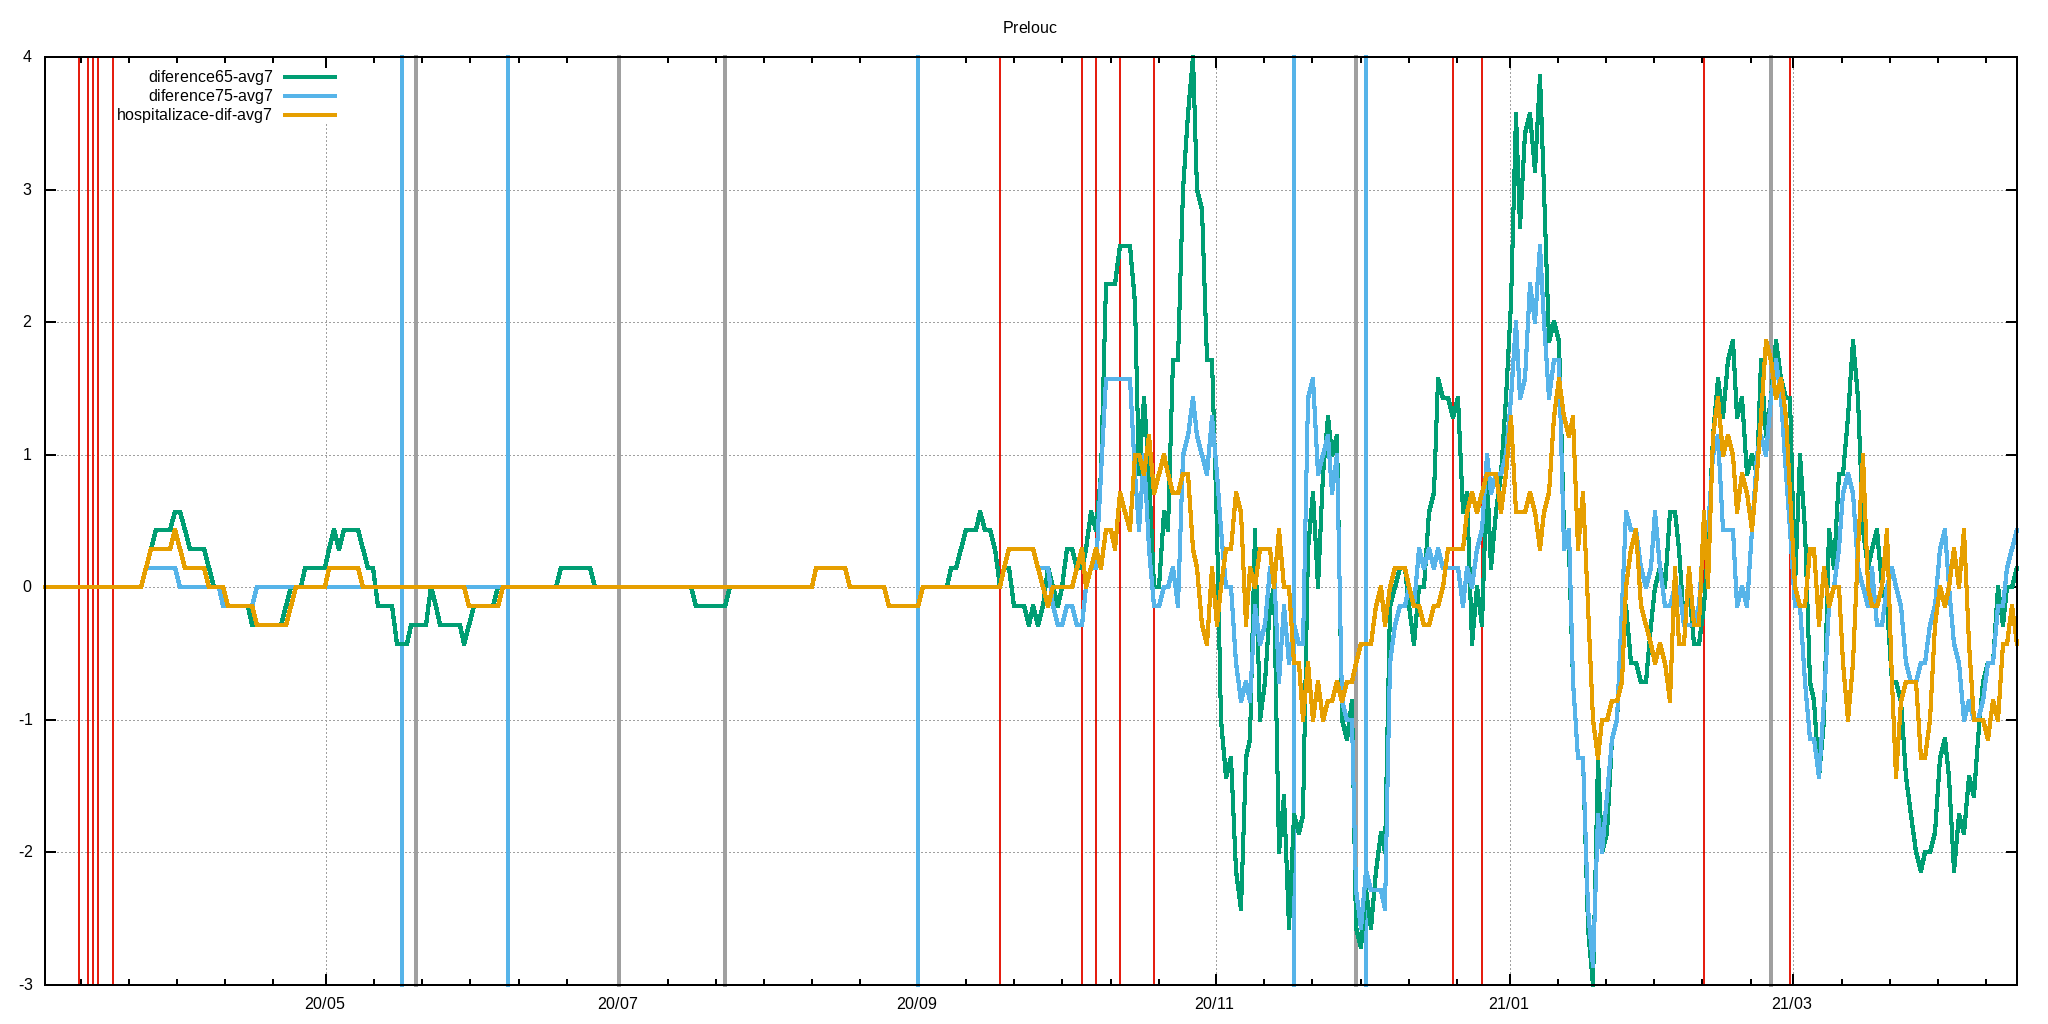 Prelouc
4
diference65-avg7
diference75-avg7
hospitalizace-dif-avg7
3
2
1
0
-1
-2
-3
20/05 20/07 20/09 20/11 21/01 21/03